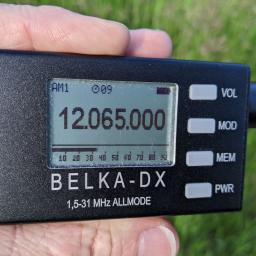 AM1 09 VOL
12.065.000
MOD
10 20 30 40 50 60 70 80 90
MEM
BELKA-DX
PWR
1,5-31 MHz ALLMODE